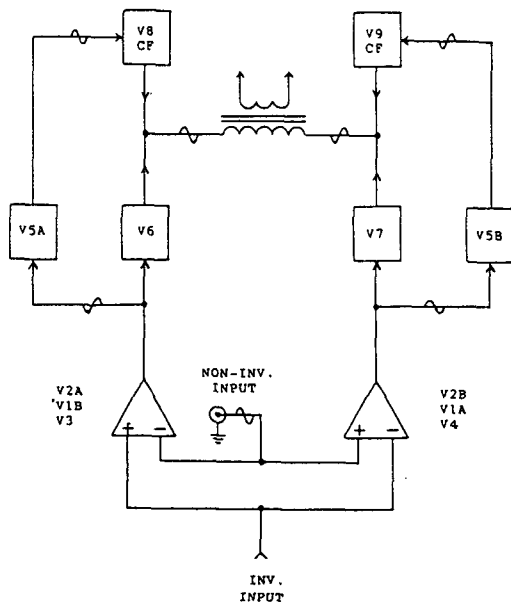 V8
CF
V9
CF
V5A
V6
V7
V5B
NON-INV.
INPUT
V2A
'V1B
V3
V2B
V1A
V4
+ -
+ -
INV.
INPUT